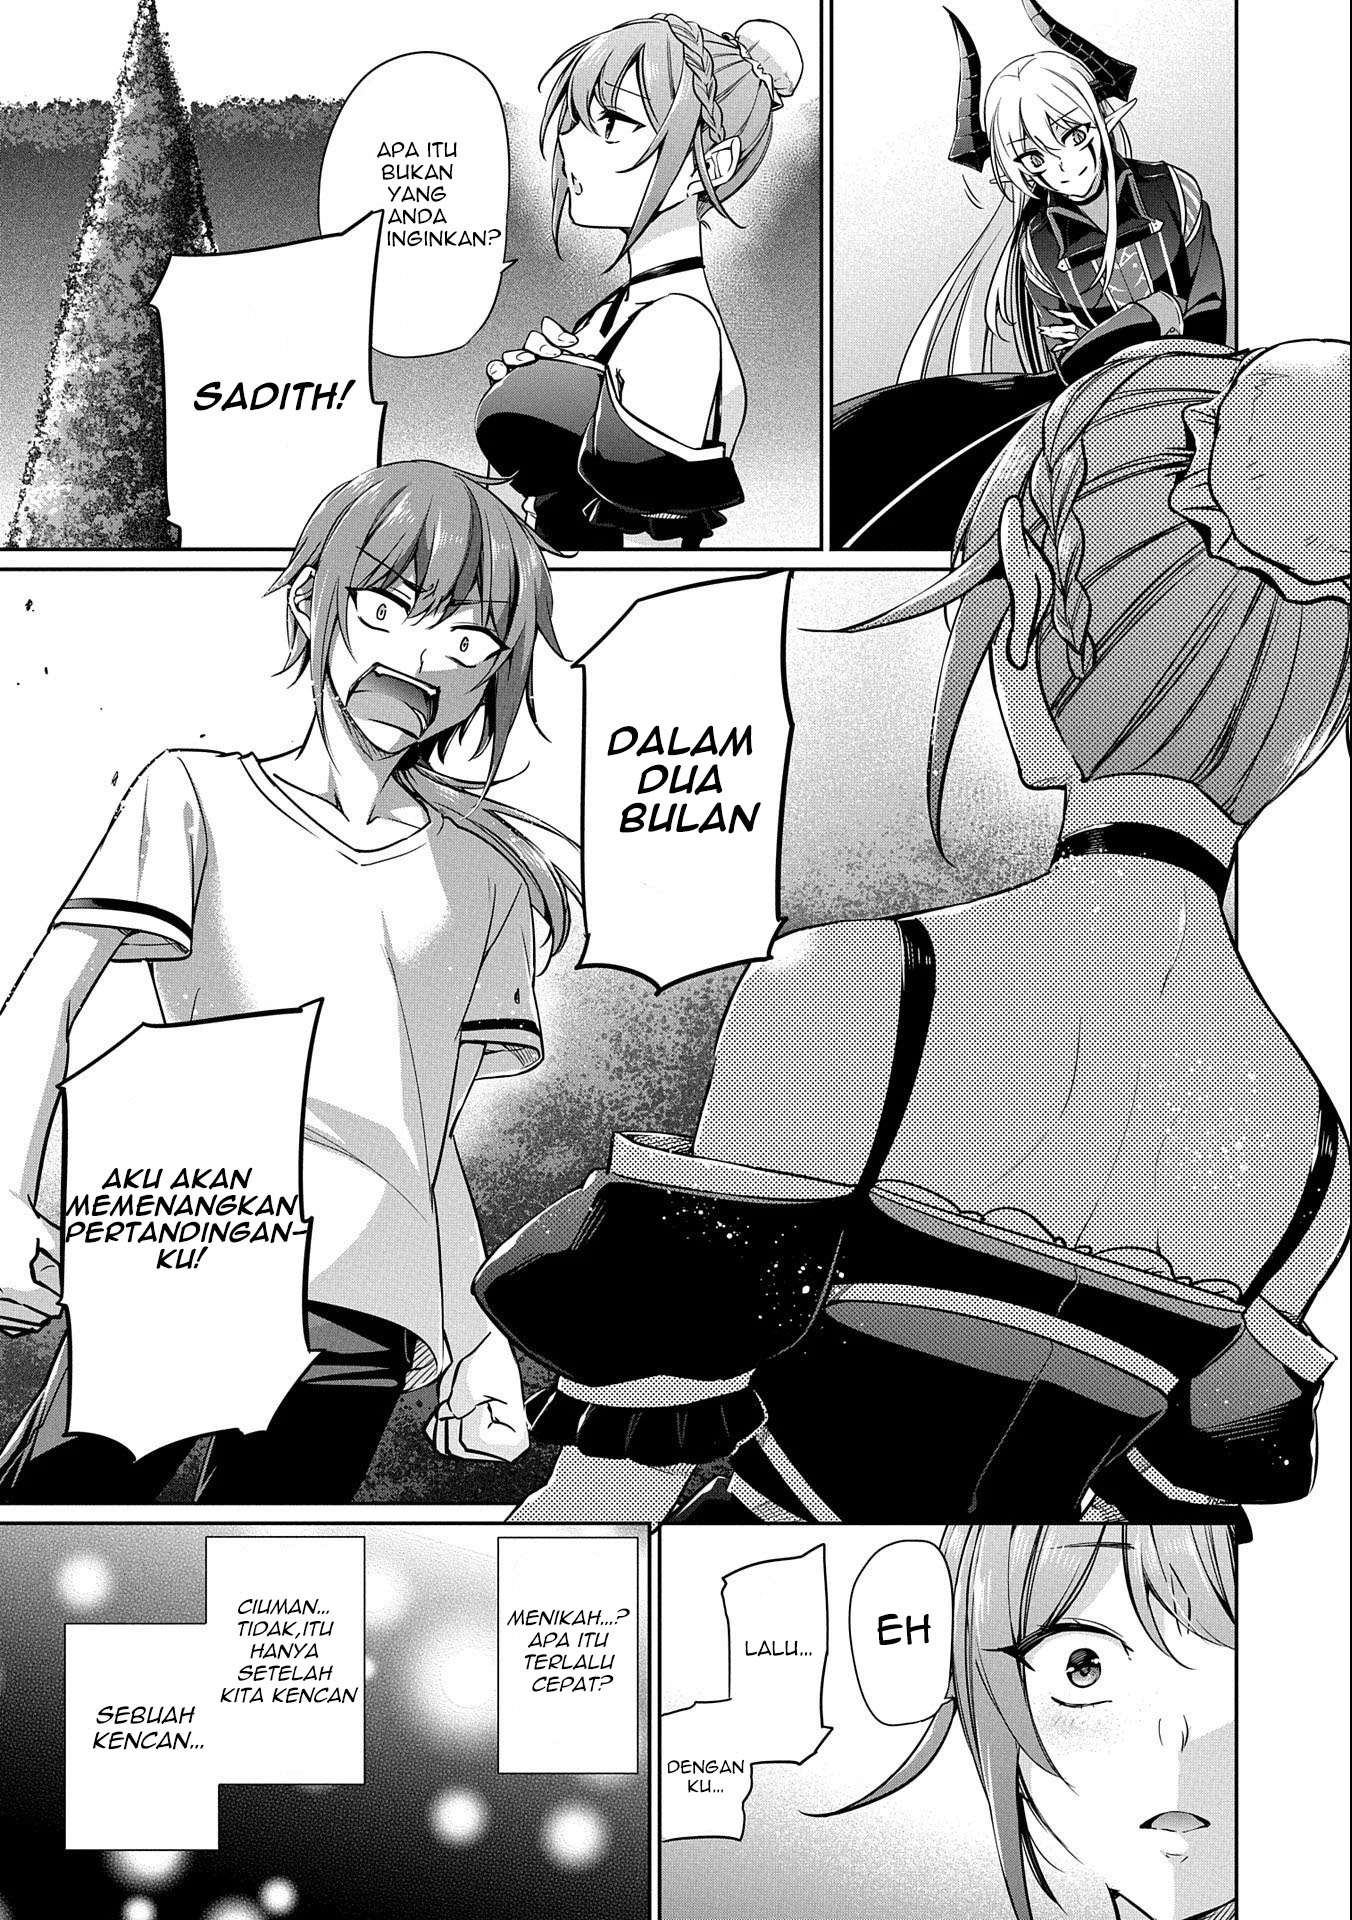 APA ITU
BUKAN
YANG
ANDA
INGINKAN?
SADITH!
DALAM
DUA
BULAN
AKU AKAN
MEMENANGKAN
PERTANDINGAN-
KU!
EH
LALU...
DENGAN
KU...
MENIKAH...?
APA ITU
TERLALU
CEPAT?
CIUMAN...
TIDAK,ITU
HANYA
SETELAH
KITA KENCAN
SEBUAH
KENCAN...